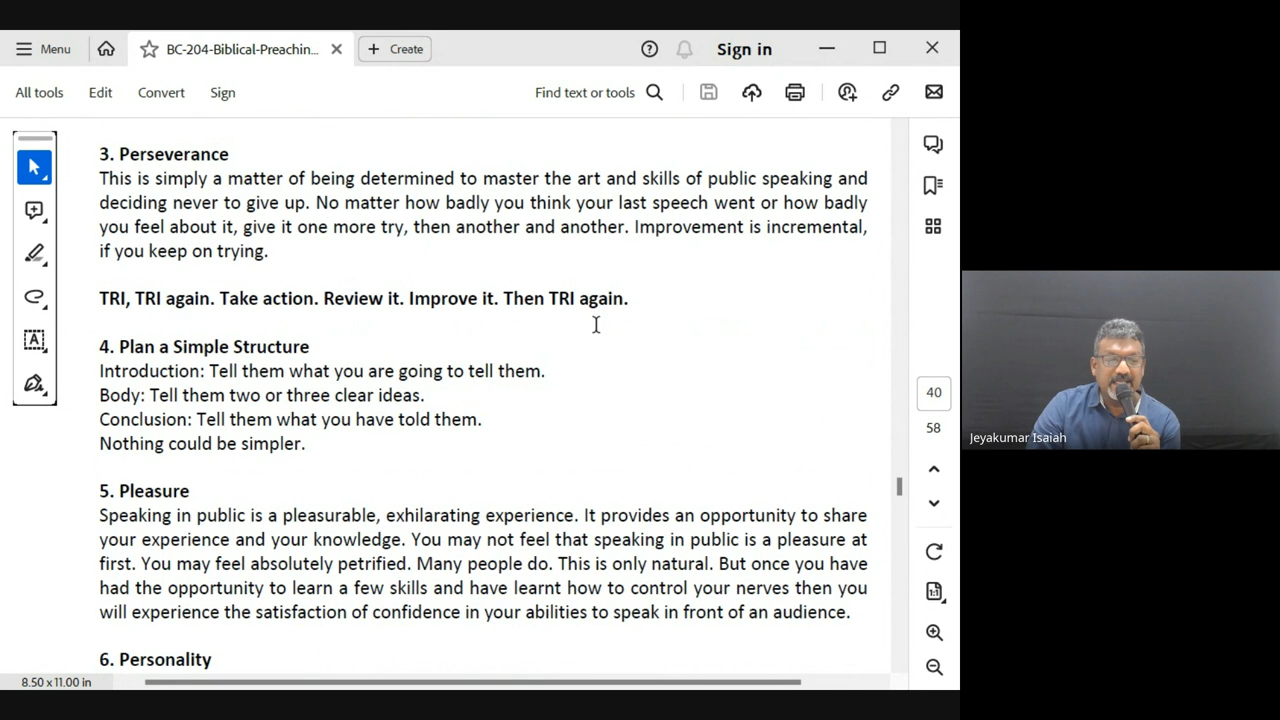 Menu
BC-204-Biblical-Preachin...
Create
Sign in
All tools
Edit
Convert
Sign
Find text or tools
3. Perseverance
This is simply a matter of being determined to master the art and skills of public speaking and
deciding never to give up. No matter how badly you think your last speech went or how badly
you feel about it, give it one more try, then another and another. Improvement is incremental,
if you keep on trying.
TRI, TRI again. Take action. Review it. Improve it. Then TRI again.
4. Plan a Simple Structure
Introduction: Tell them what you are going to tell them.
Body: Tell them two or three clear ideas.
Conclusion: Tell them what you have told them.
Nothing could be simpler.
5. Pleasure
Speaking in public is a pleasurable, exhilarating experience. It provides an opportunity to share
your experience and your knowledge. You may not feel that speaking in public is a pleasure at
first. You may feel absolutely petrified. Many people do. This is only natural. But once you have
had the opportunity to learn a few skills and have learnt how to control your nerves then you
will experience the satisfaction of confidence in your abilities to speak in front of an audience.
6. Personality
8.50 x 11.00 in
40
58
1:1
Jeyakumar Isaiah